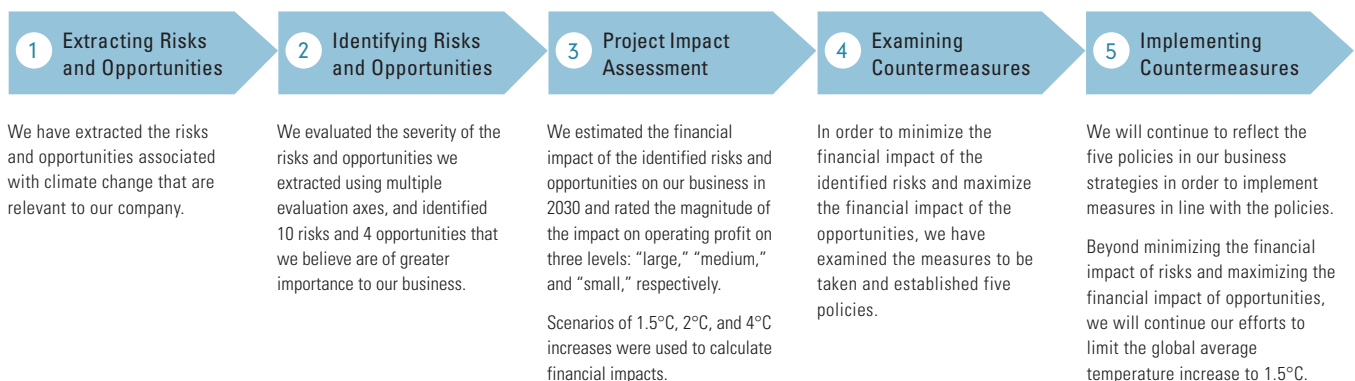 1
Extracting Risks
and Opportunities
We have extracted the risks
and opportunities associated
with climate change that are
relevant to our company.
2
Identifying Risks
and Opportunities
We evaluated the severity of the
risks and opportunities we
extracted using multiple
evaluation axes, and identified
10 risks and 4 opportunities that
we believe are of greater
importance to our business.
3
Project Impact
Assessment
We estimated the financial
impact of the identified risks and
opportunities on our business in
2030 and rated the magnitude of
the impact on operating profit on
three levels: “large,” “medium,”
and “small,” respectively.
Scenarios of 1.5°C, 2°C, and 4°C
increases were used to calculate
financial impacts.
4
Examining
Countermeasures
In order to minimize the
financial impact of the
identified risks and maximize
the financial impact of the
opportunities, we have
examined the measures to be
taken and established five
policies.
5
Implementing
Countermeasures
We will continue to reflect the
five policies in our business
strategies in order to implement
measures in line with the policies.
Beyond minimizing the financial
impact of risks and maximizing the
financial impact of opportunities,
we will continue our efforts to
limit the global average
temperature increase to 1.5°C.